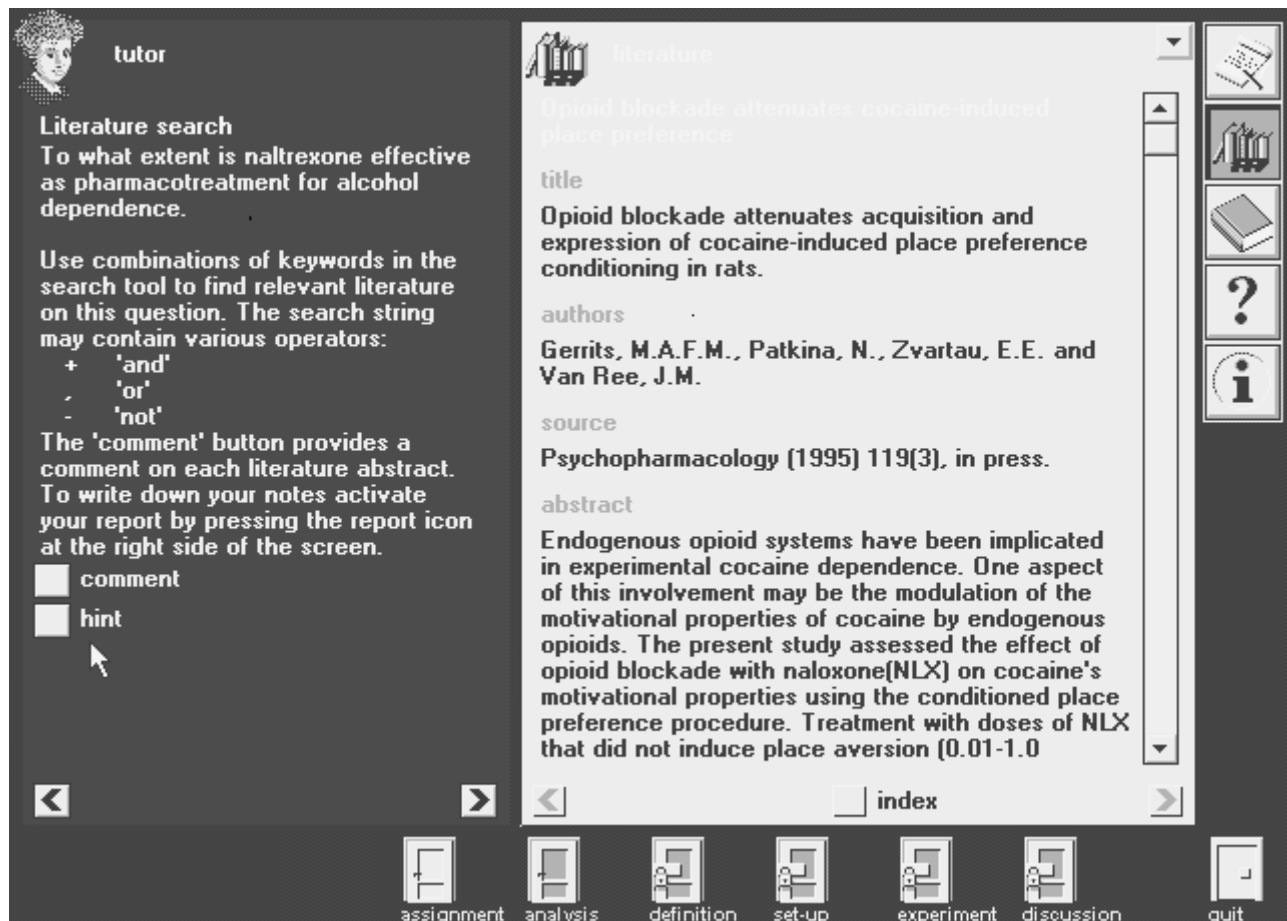 tutor
Literature search
To what extent is naltrexone effective
as pharmacotreatment for alcohol
dependence.
Use combinations of keywords in the
search tool to find relevant literature
on this question. The search string
may contain various operators:
+ 'and'
, 'or'
- 'not'
The 'comment' button provides a
comment on each literature abstract.
To write down your notes activate
your report by pressing the report icon
at the right side of the screen.
comment
hint
literature
Opioid blockade attenuates cocaine-induced
place preference
title
Opioid blockade attenuates acquisition and
expression of cocaine-induced place preference
conditioning in rats.
authors
Gerrits, M.A.F.M., Patkina, N., Zvartau, E.E. and
Van Ree, J.M.
source
Psychopharmacology (1995) 119(3), in press.
abstract
Endogenous opioid systems have been implicated
in experimental cocaine dependence. One aspect
of this involvement may be the modulation of the
motivational properties of cocaine by endogenous
opioids. The present study assessed the effect of
opioid blockade with naloxone(NLX) on cocaine's
motivational properties using the conditioned place
preference procedure. Treatment with doses of NLX
that did not induce place aversion (0.01-1.0
index
?
i
assignment analysis definition set-up experiment discussion quit